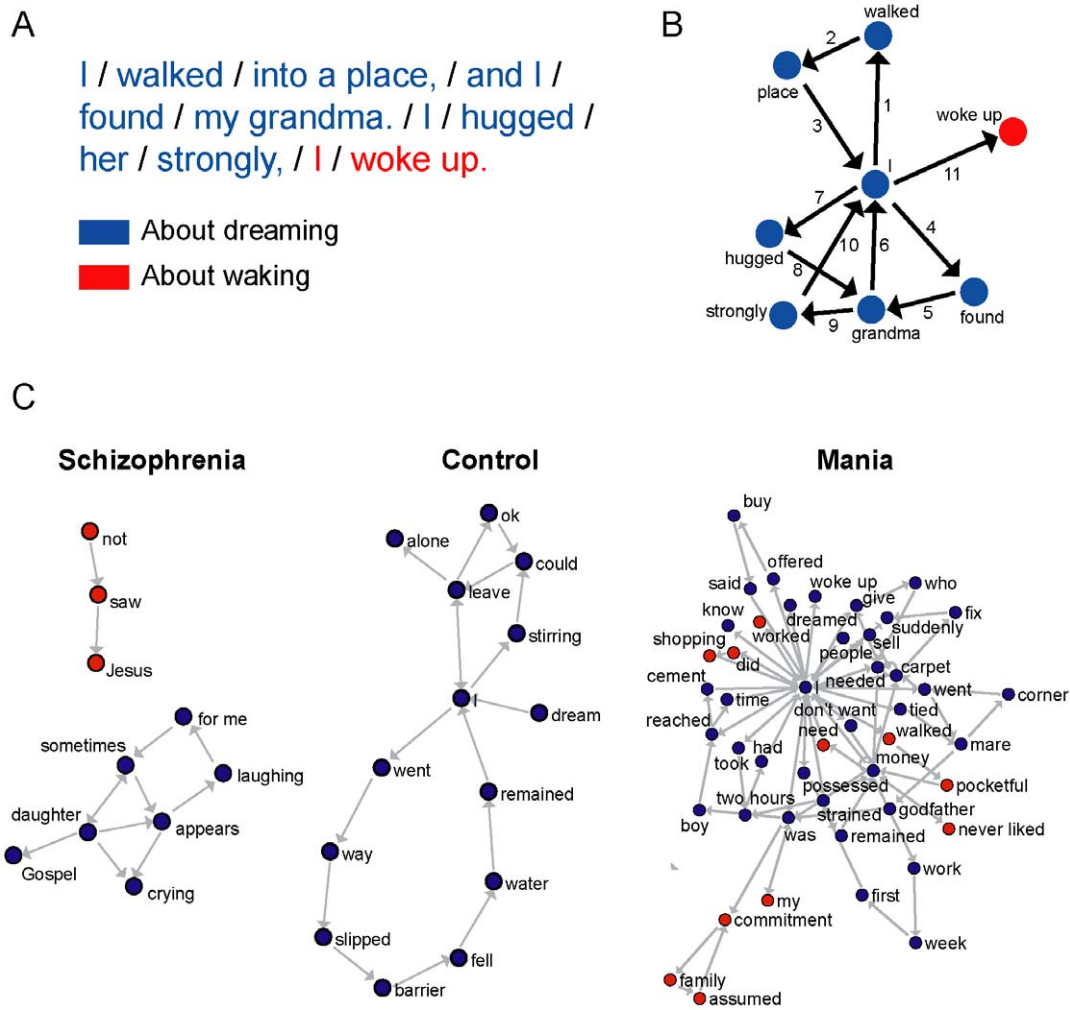 A
I / walked / into a place, / and I /
found / my grandma. / I / hugged /
her / strongly, / I / woke up.
About dreaming
About waking
B
walked
2
place
3
1
woke up
I
11
7
4
hugged
10
6
8
strongly
9
5
grandma
found
C
Schizophrenia
not
saw
Jesus
for me
sometimes
laughing
daughter
appears
Gospel
crying
Control
ok
alone
could
leave
stirring
I
dream
went
remained
way
water
slipped
fell
barrier
Mania
buy
offered
said
woke up
who
give
know
dreamed
fix
suddenly
worked
shopping
sell
people
did
carpet
needed
cement
I
went
corner
time
don't want
tied
reached
need
walked
had
mare
took
money
possessed
pocketful
two hours
strained
godfather
boy
was
remained
never liked
work
first
my
commitment
week
family
assumed